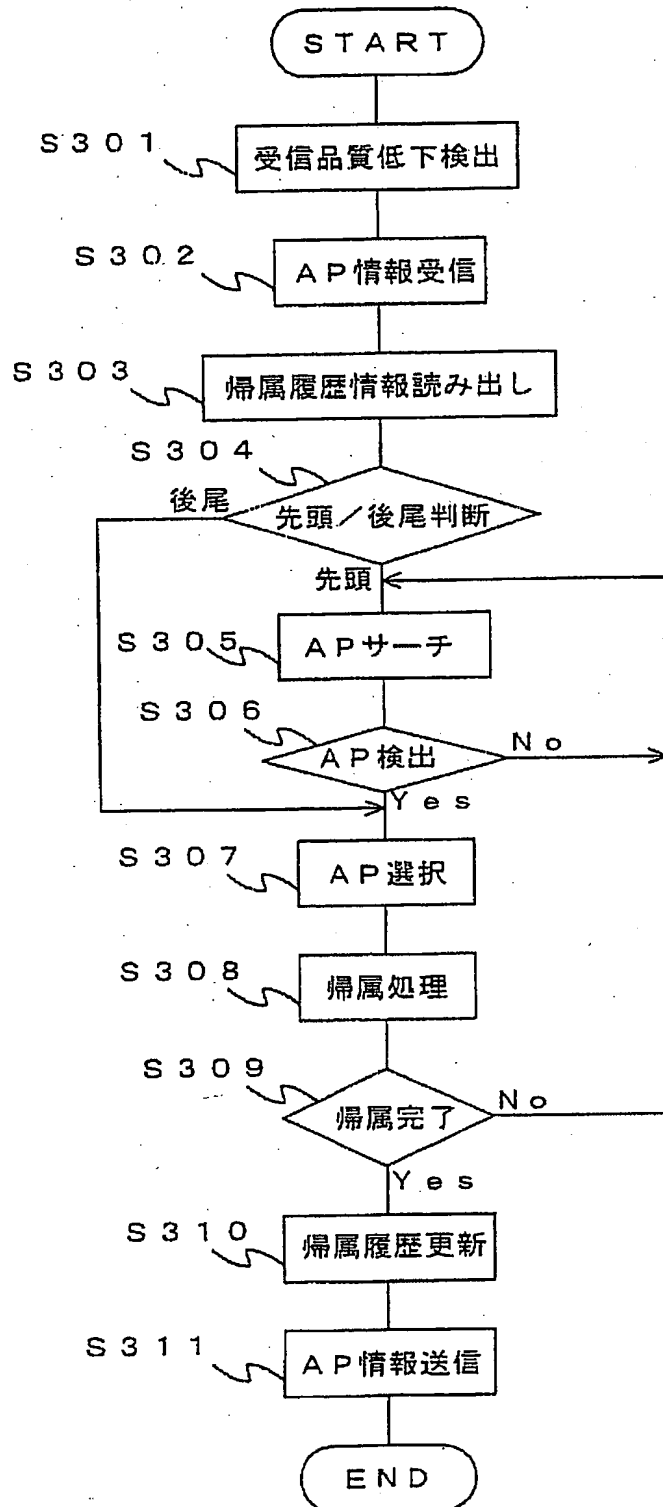 START
S301
受信品質低下検出
S302
AP情報受信
S303
帰属履歴情報読み出し
S304
後尾
先頭/後尾判断
先頭
S305
APサーチ
S306
AP検出
No
Yes
S307
AP選択
S308
帰属処理
S309
帰属完了
No
Yes
S310
帰属履歴更新
S311
AP情報送信
END